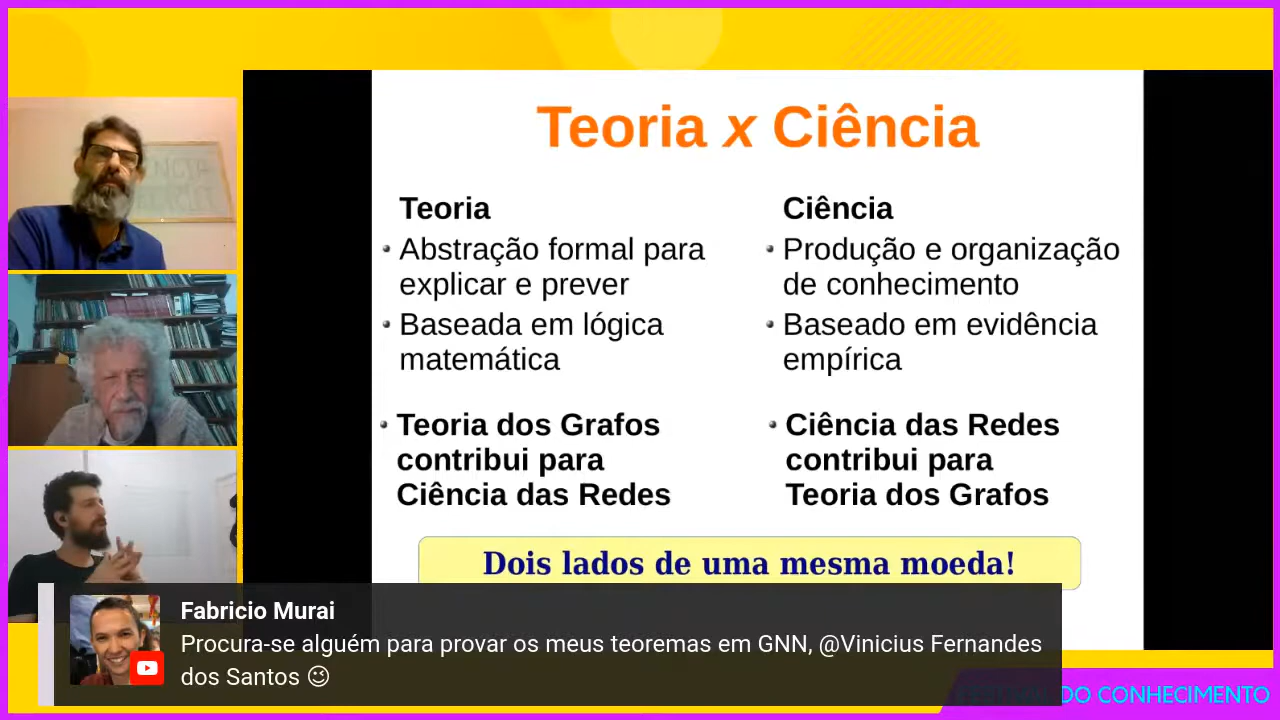 Teoria x Ciência
Teoria
• Abstração formal para
explicar e prever
• Baseada em lógica
matemática
• Teoria dos Grafos
contribui para
Ciência das Redes
Ciência
• Produção e organização
de conhecimento
• Baseado em evidência
empírica
• Ciência das Redes
contribui para
Teoria dos Grafos
Dois lados de uma mesma moeda!
Fabricio Murai
Procura-se alguém para provar os meus teoremas em GNN, @Vinicius Fernandes
dos Santos 😉
DO CONHECIMENTO